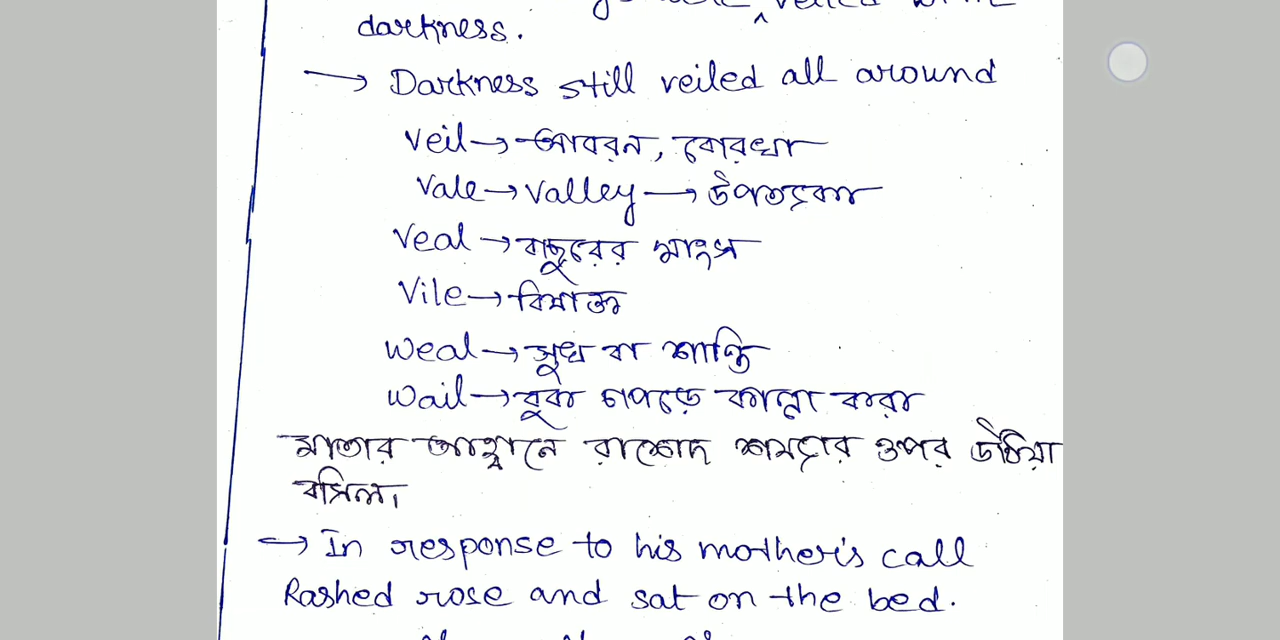 veiled
darkness.
→ Darkness still veiled all around
veil → আবরন, বোরখা
vale → valley → উপত্যকা
veal → বাছুরের মাংস
vile → বিষাক্ত
weal → সুখ বা শান্তি
wail → বুক চাপড়ে কান্না করা
মাতার আহ্বানে রাশেদ শয্যার ওপর উঠিয়া
বসিল।
→ In response to his mother's call
Rashed rose and sat on the bed.